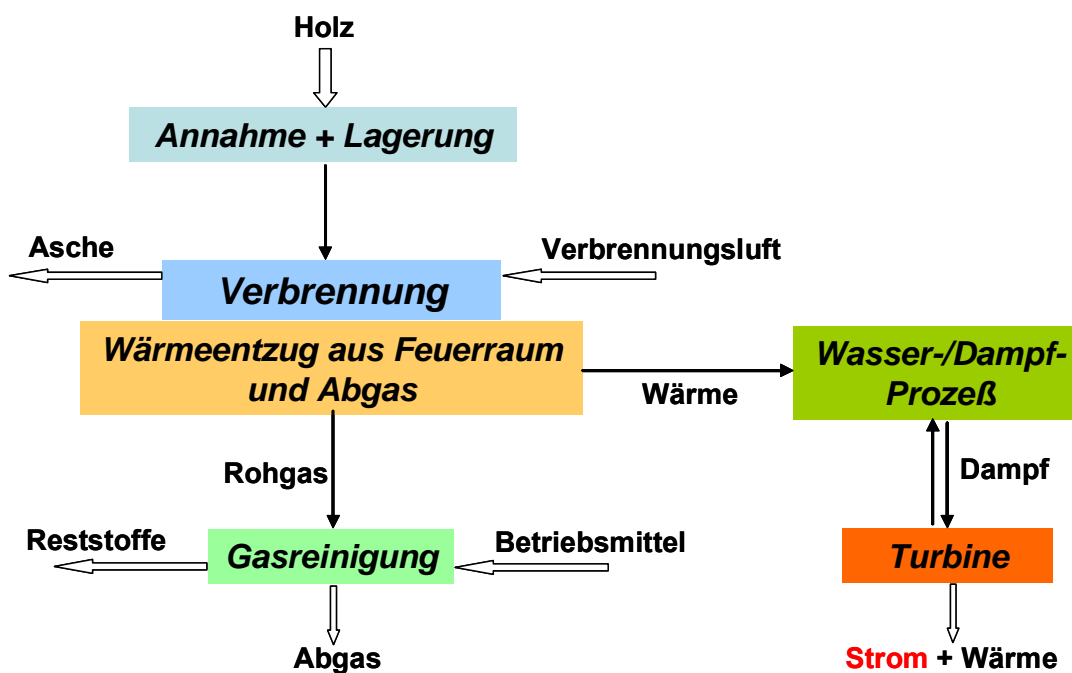 Holz
Annahme + Lagerung
Asche
Verbrennungsluft
Verbrennung
Wärmeentzug aus Feuerraum
und Abgas
Wärme
Wasser-/Dampf-
Prozeß
Rohgas
Dampf
Reststoffe
Gasreinigung
Betriebsmittel
Turbine
Abgas
Strom + Wärme